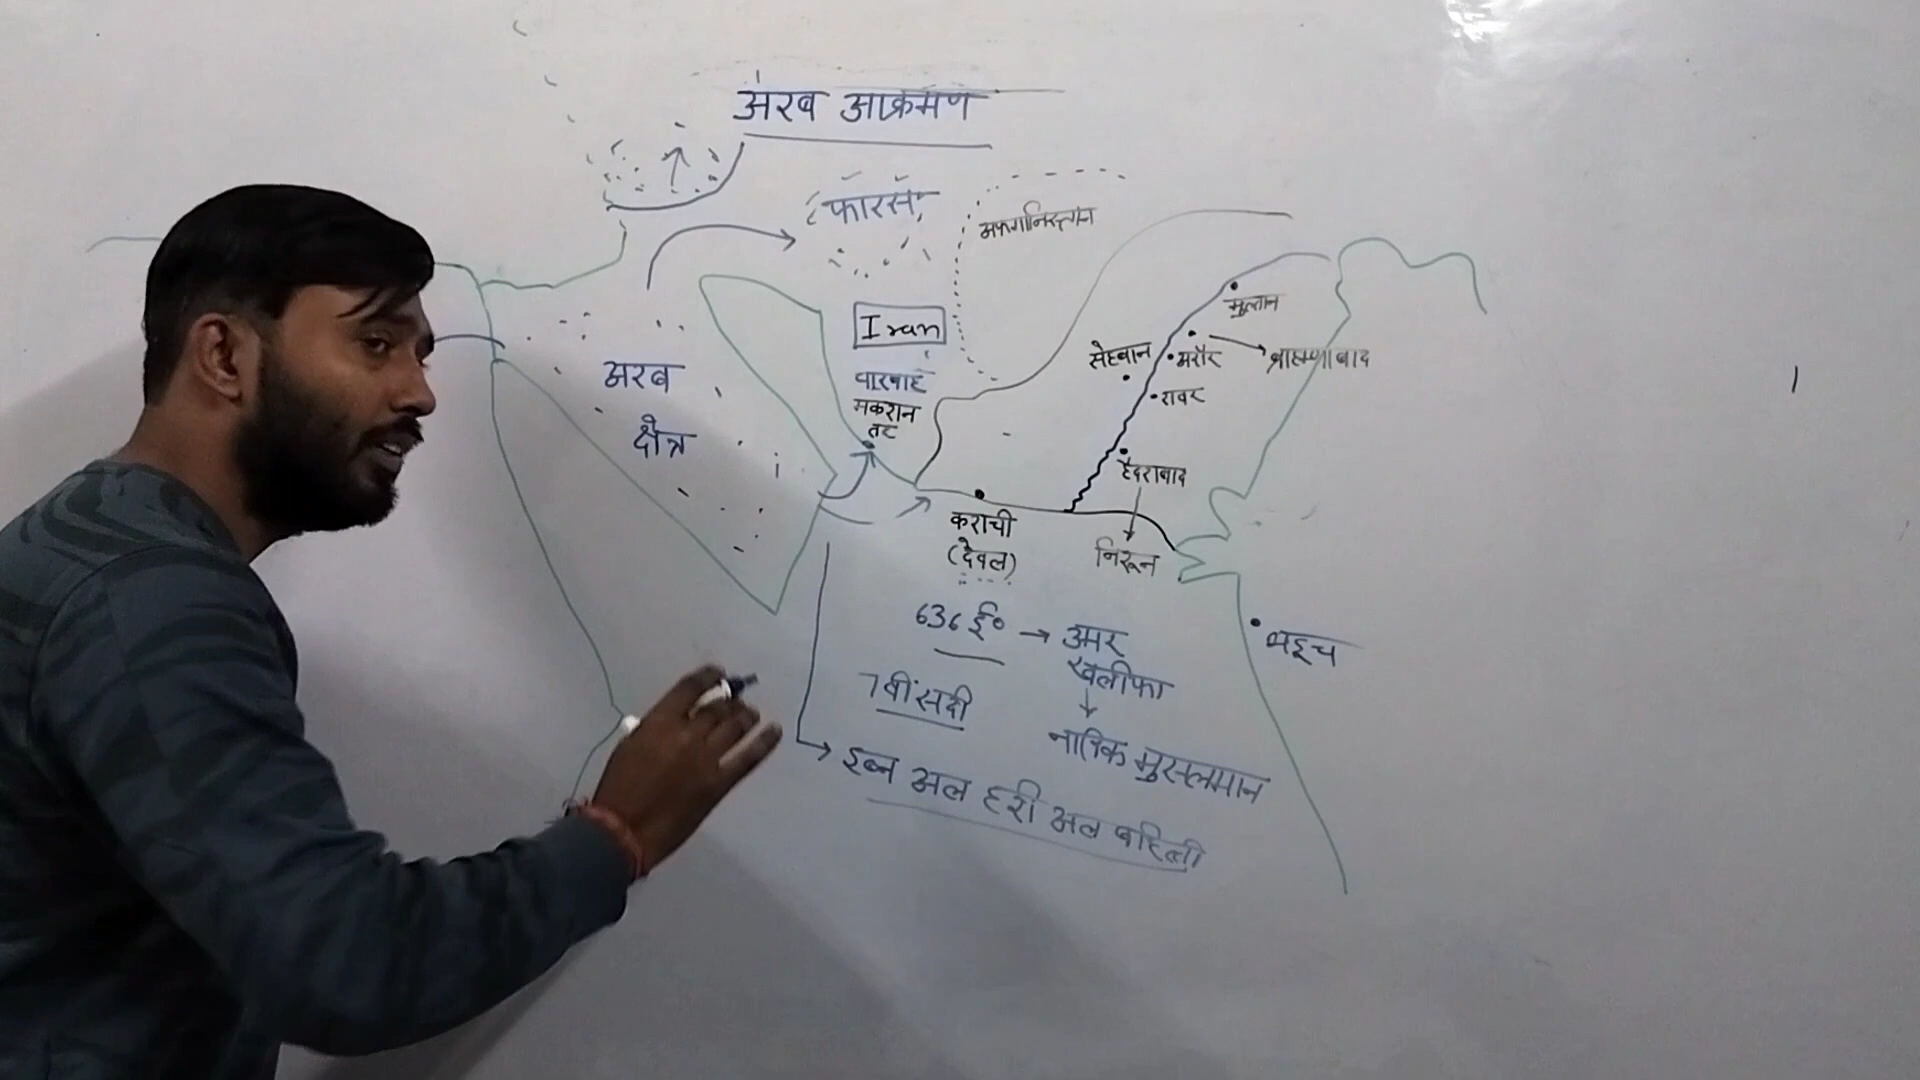 अरब आक्रमण
फारस
अफगानिस्तान
मुल्तान
Iran
सेहवान
अरौर
ब्राह्मणाबाद
अरब
क्षेत्र
मकरान
तट
रावर
हैदराबाद
कराची
(देवल)
निरून
636 ई० → उमर
खलीफा
भड़च
7वीं सदी
नाविक मुस्लमान
इब्न अल हरी अल बहित्ती